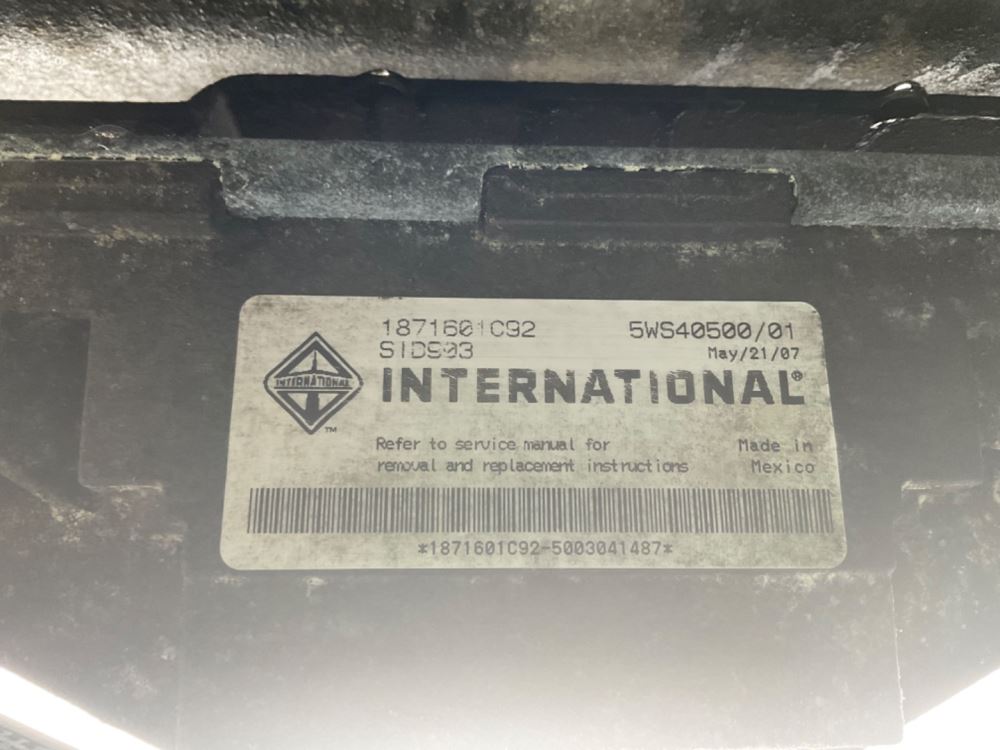 1871601C92 5WS40500/01
SID903 May/21/07
INTERNATIONAL
INTERNATIONAL®
TM
Refer to service manual for Made in
removal and replacement instructions Mexico
*1871601C92-5003041487*